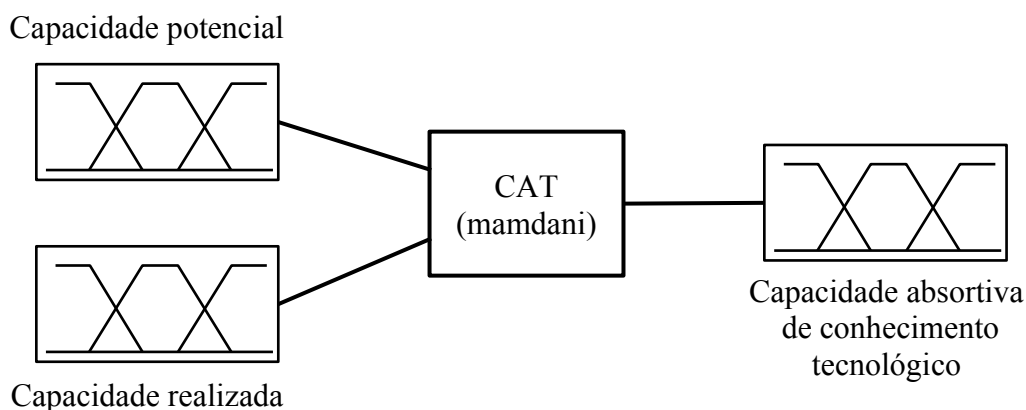 Capacidade potencial
CAT
(mamdani)
Capacidade absortiva
de conhecimento
tecnológico
Capacidade realizada